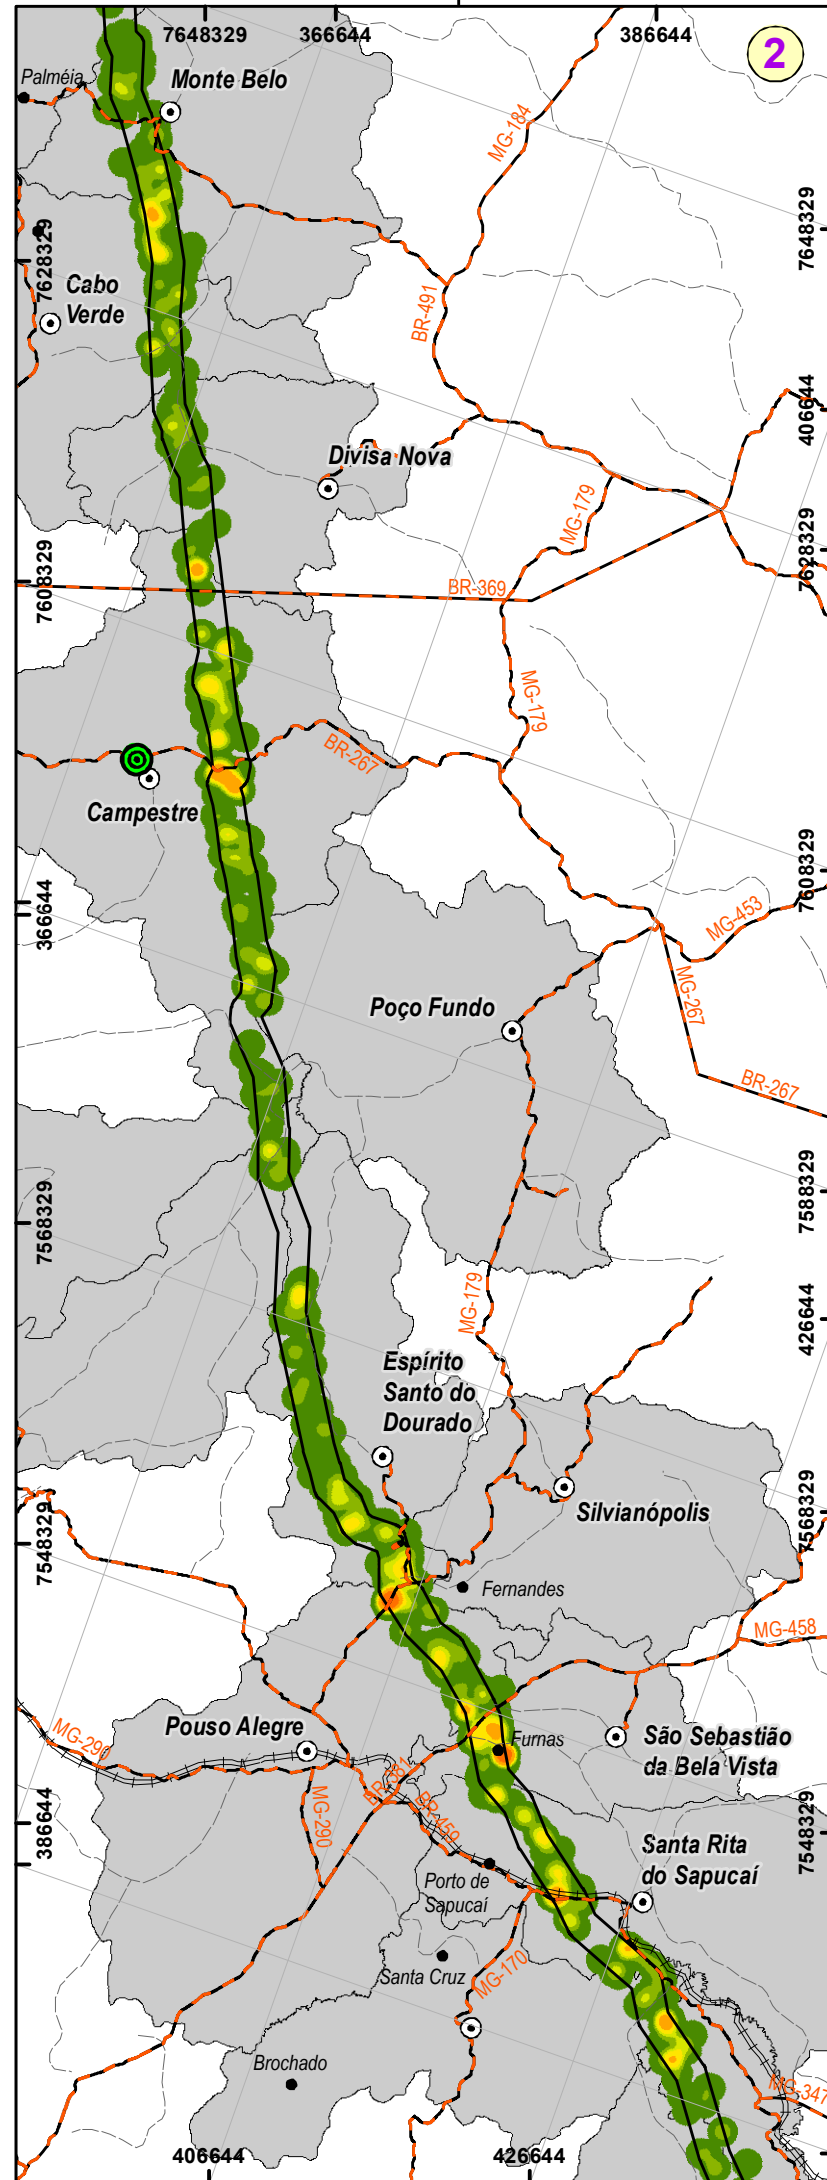 7648329
366644
386644
2
Palméia
Monte Belo
MG-184
7648329
7628329
Cabo
Verde
BR-491
406644
Divisa Nova
MG-179
7628329
7608329
BR-369
MG-179
BR-267
Campestre
7608329
366644
MG-453
Poço Fundo
MG-267
BR-267
7588329
7568329
MG-179
426644
Espírito
Santo do
Dourado
Silvianópolis
7568329
7548329
Fernandes
MG-458
Pouso Alegre
MG-290
Furnas
São Sebastião
da Bela Vista
BR-381
MG-290
BR-459
386644
7548329
Santa Rita
do Sapucaí
Porto de
Sapucaí
Santa Cruz
MG-170
Brochado
MG-347
406644
426644